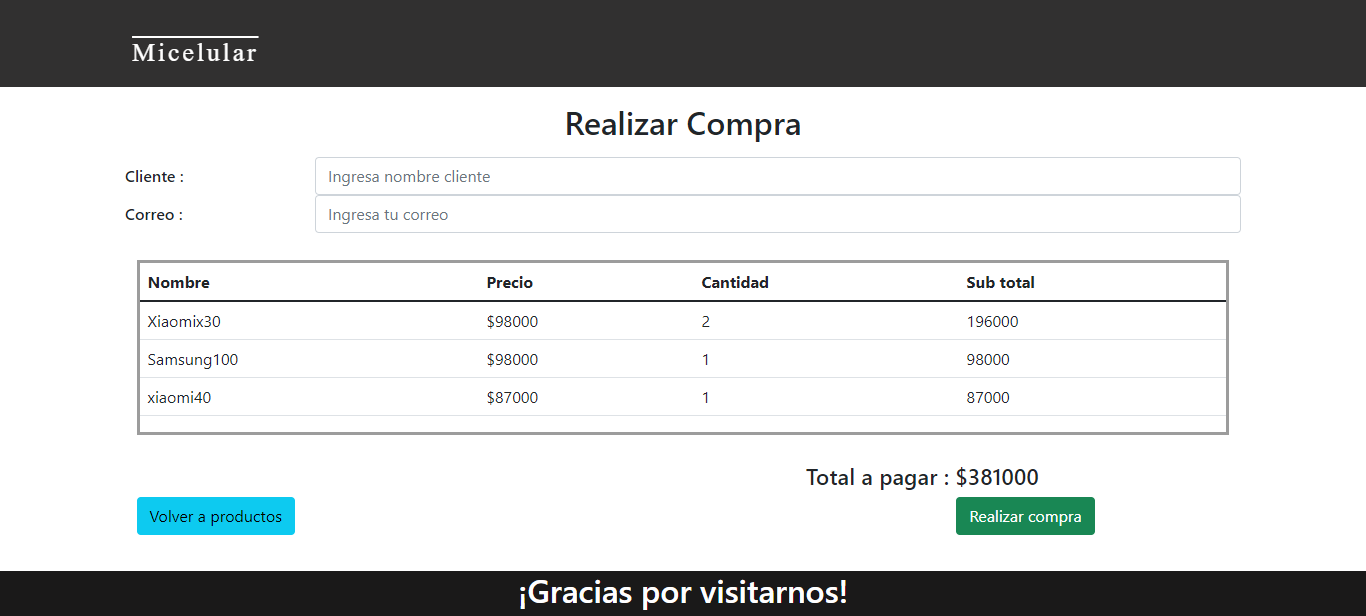 Micelular
Realizar Compra
Cliente : Ingresa nombre cliente
Correo : Ingresa tu correo
Nombre Precio Cantidad Sub total
Xiaomix30 $98000 2 196000
Samsung100 $98000 1 98000
xiaomi40 $87000 1 87000
Total a pagar : $381000
Volver a productos Realizar compra
¡Gracias por visitarnos!